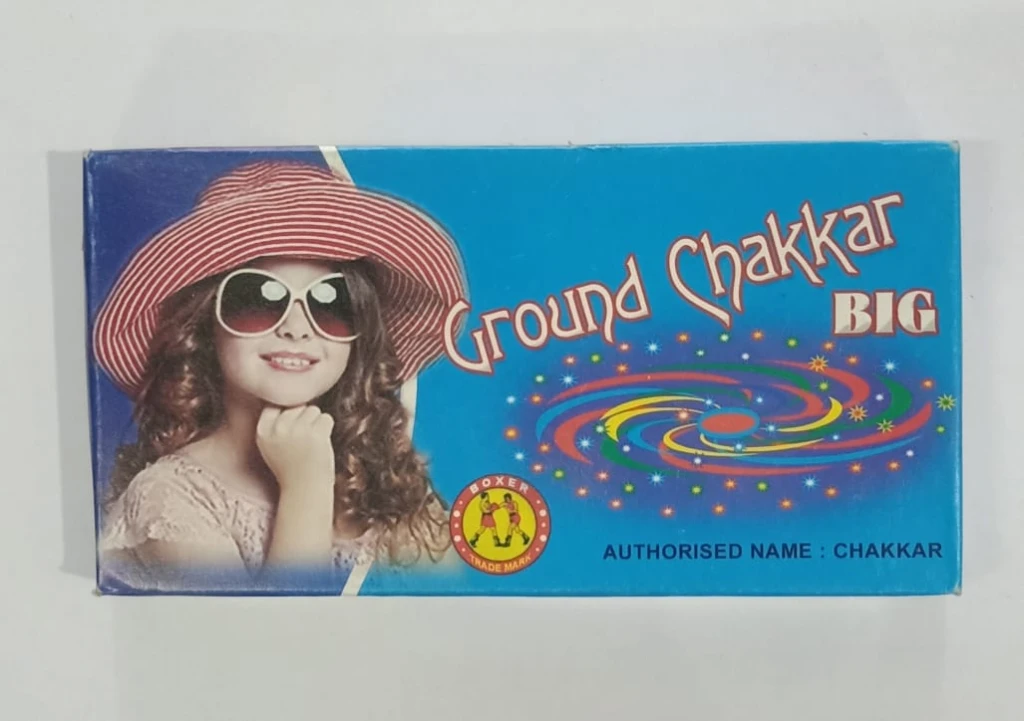 Ground Chakkar
BIG
BOXER
TRADE MARK
AUTHORISED NAME : CHAKKAR